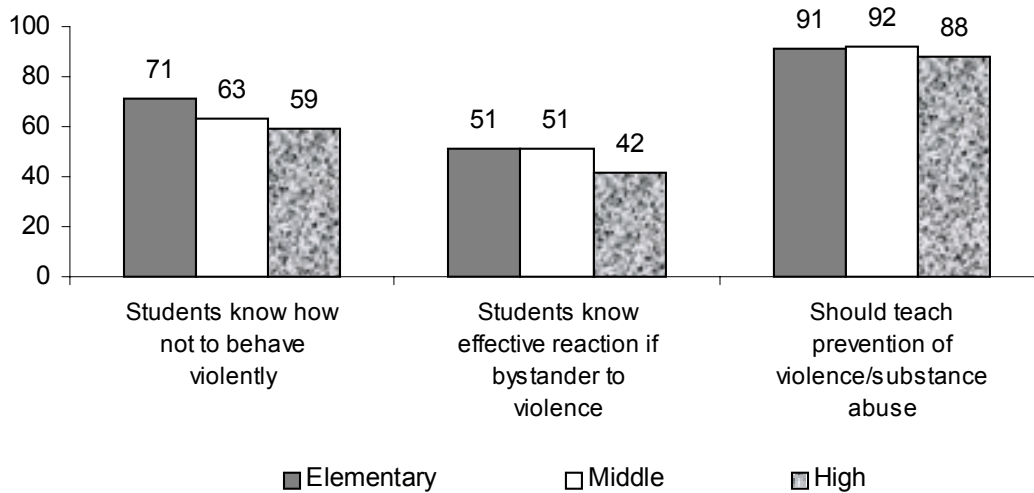 100
80
60
40
20
0
71
63
59
51
51
42
91
92
88
Students know how
not to behave
violently
Students know
effective reaction if
bystander to
violence
Should teach
prevention of
violence/substance
abuse
Elementary
Middle
High